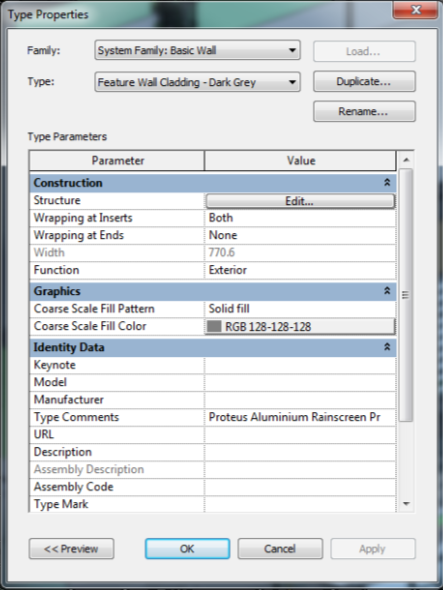 Type Properties
Family: System Family: Basic Wall Load...
Type: Feature Wall Cladding - Dark Grey Duplicate...
Rename...
Type Parameters
Parameter Value
Construction
Structure Edit...
Wrapping at Inserts Both
Wrapping at Ends None
Width 770.6
Function Exterior
Graphics
Coarse Scale Fill Pattern Solid fill
Coarse Scale Fill Color RGB 128-128-128
Identity Data
Keynote
Model
Manufacturer
Type Comments Proteus Aluminium Rainscreen Pr
URL
Description
Assembly Description
Assembly Code
Type Mark
<< Preview OK Cancel Apply